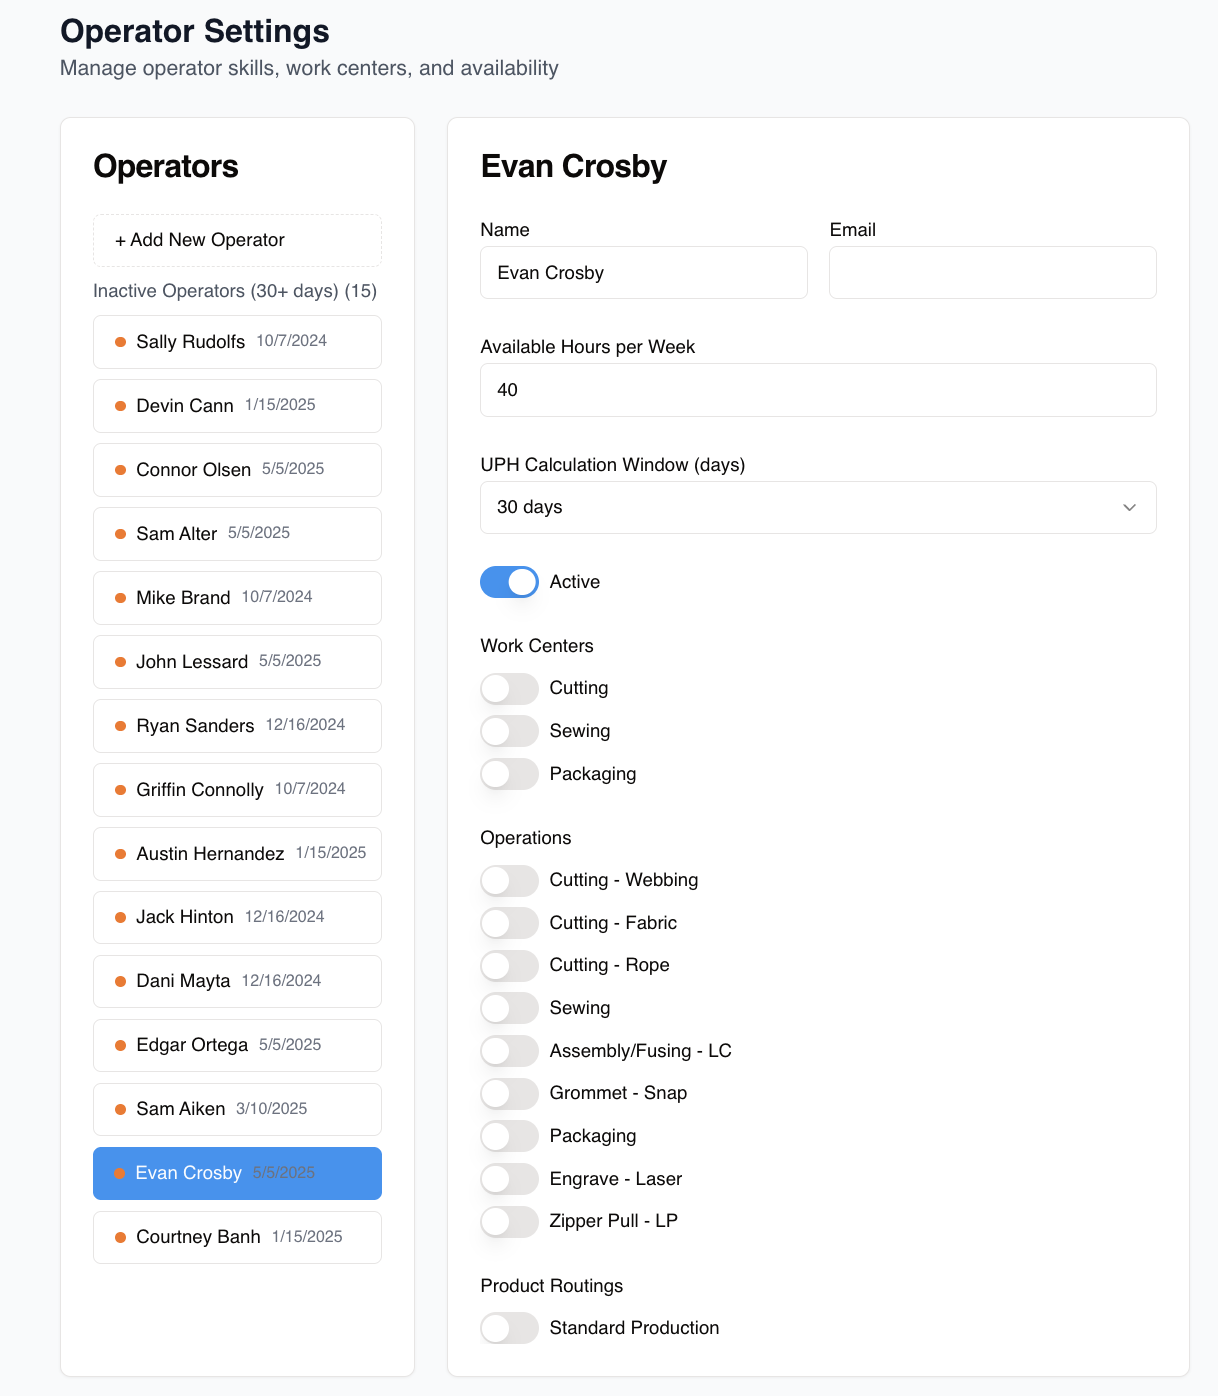 Operator Settings
Manage operator skills, work centers, and availability
Operators
+ Add New Operator
Inactive Operators (30+ days) (15)
Sally Rudolfs 10/7/2024
Devin Cann 1/15/2025
Connor Olsen 5/5/2025
Sam Alter 5/5/2025
Mike Brand 10/7/2024
John Lessard 5/5/2025
Ryan Sanders 12/16/2024
Griffin Connolly 10/7/2024
Austin Hernandez 1/15/2025
Jack Hinton 12/16/2024
Dani Mayta 12/16/2024
Edgar Ortega 5/5/2025
Sam Aiken 3/10/2025
Evan Crosby 5/5/2025
Courtney Banh 1/15/2025
Evan Crosby
Name
Evan Crosby
Email
Available Hours per Week
40
UPH Calculation Window (days)
30 days
Active
Work Centers
Cutting
Sewing
Packaging
Operations
Cutting - Webbing
Cutting - Fabric
Cutting - Rope
Sewing
Assembly/Fusing - LC
Grommet - Snap
Packaging
Engrave - Laser
Zipper Pull - LP
Product Routings
Standard Production